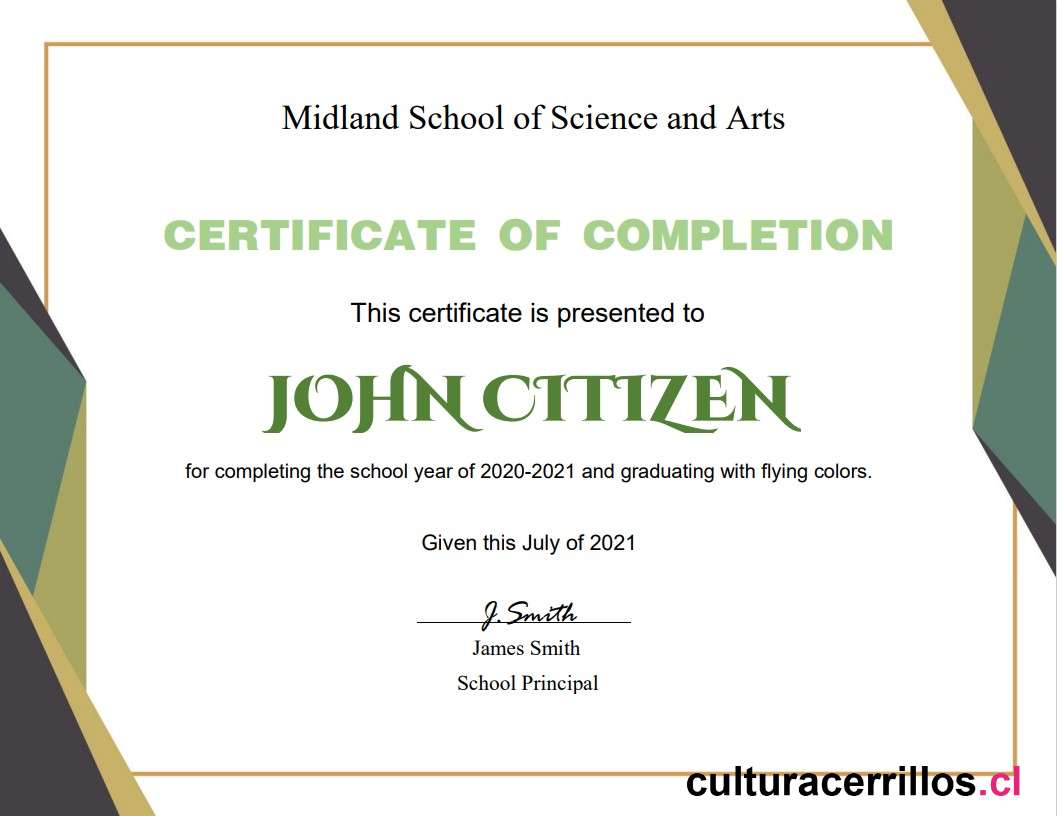 Midland School of Science and Arts
CERTIFICATE OF COMPLETION
This certificate is presented to
JOHN CITIZEN
for completing the school year of 2020-2021 and graduating with flying colors.
Given this July of 2021
J. Smith
James Smith
School Principal
culturacerrillos.cl